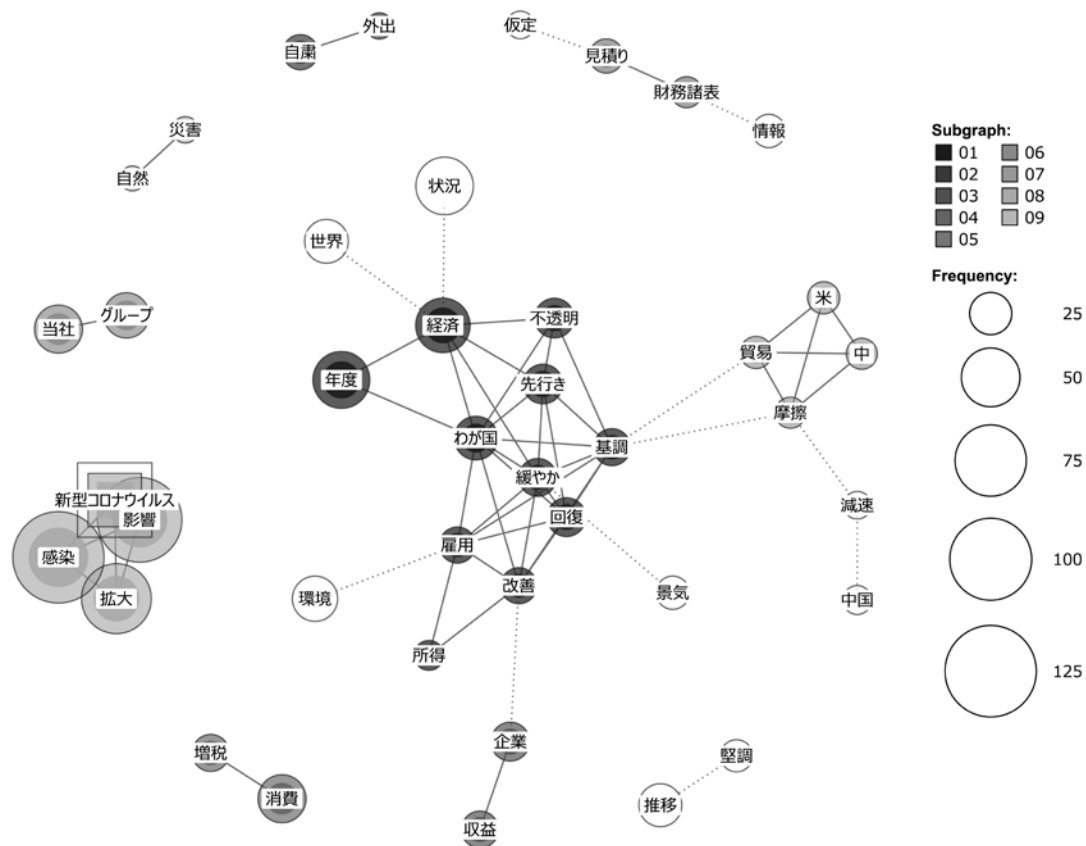 外出
自粛
仮定
見積り
財務諸表
情報
災害
自然
状況
世界
当社
グループ
経済
不透明
年度
先行き
わが国
基調
緩やか
回復
雇用
改善
所得
環境
景気
米
貿易
中
摩擦
減速
中国
新型コロナウイルス
影響
感染
拡大
増税
消費
企業
収益
堅調
推移
Subgraph:
01 06
02 07
03 08
04 09
05
Frequency:
25
50
75
100
125